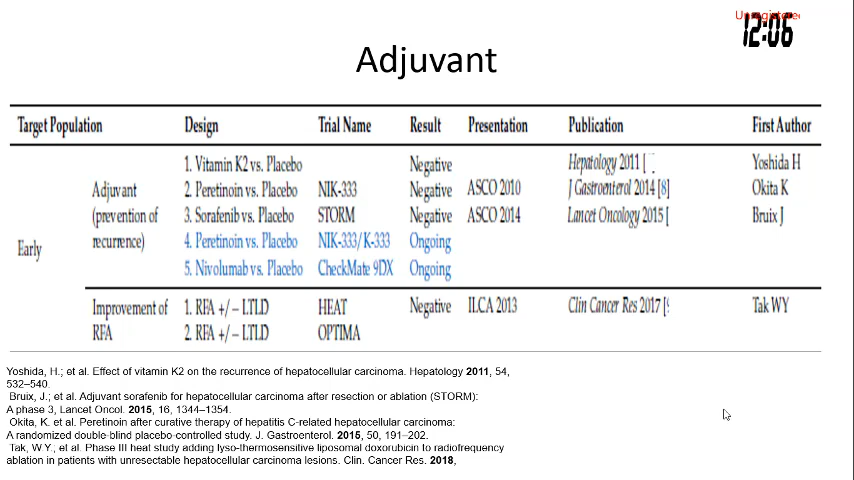 Unregistered
12:06
Adjuvant
Target Population Design Trial Name Result Presentation Publication First Author
1. Vitamin K2 vs. Placebo Negative Hepatology 2011 [ Yoshida H
Adjuvant 2. Peretinoin vs. Placebo NIK-333 Negative ASCO 2010 J Gastroenterol 2014 [8] Okita K
(prevention of 3. Sorafenib vs. Placebo STORM Negative ASCO 2014 Lancet Oncology 2015 [ Bruix J
recurrence) 4. Peretinoin vs. Placebo NIK-333/K-333 Ongoing
Early 5. Nivolumab vs. Placebo CheckMate 9DX Ongoing
Improvement of 1. RFA +/− LTLD HEAT Negative ILCA 2013 Clin Cancer Res 2017 [ Tak WY
RFA 2. RFA +/− LTLD OPTIMA
Yoshida, H.; et al. Effect of vitamin K2 on the recurrence of hepatocellular carcinoma. Hepatology 2011, 54,
532–540.
Bruix, J.; et al. Adjuvant sorafenib for hepatocellular carcinoma after resection or ablation (STORM):
A phase 3, Lancet Oncol. 2015, 16, 1344–1354.
Okita, K. et al. Peretinoin after curative therapy of hepatitis C-related hepatocellular carcinoma:
A randomized double-blind placebo-controlled study. J. Gastroenterol. 2015, 50, 191–202.
Tak, W.Y.; et al. Phase III heat study adding lyso-thermosensitive liposomal doxorubicin to radiofrequency
ablation in patients with unresectable hepatocellular carcinoma lesions. Clin. Cancer Res. 2018,